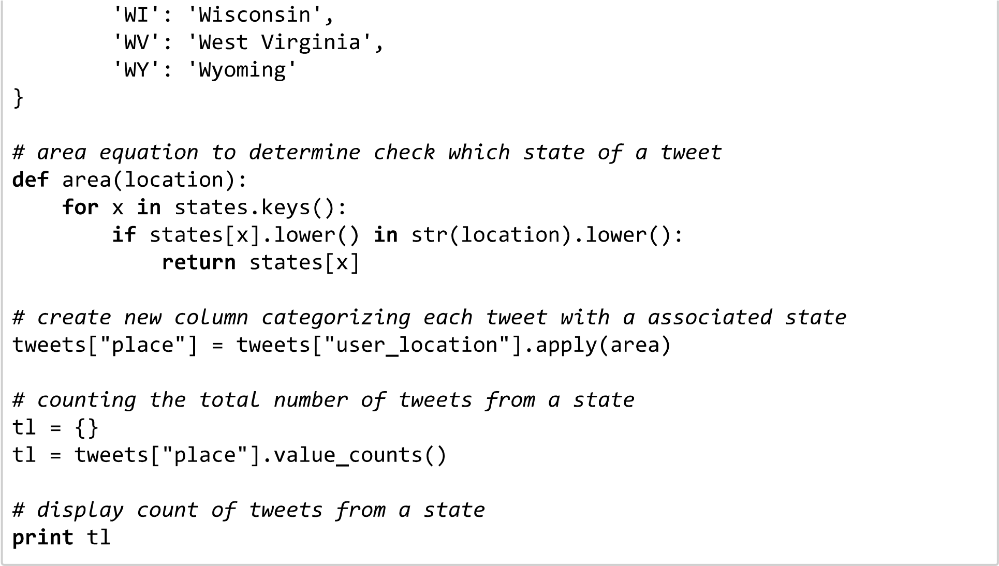 'WI': 'Wisconsin',
        'WV': 'West Virginia',
        'WY': 'Wyoming'
}

# area equation to determine check which state of a tweet
def area(location):
    for x in states.keys():
        if states[x].lower() in str(location).lower():
            return states[x]

# create new column categorizing each tweet with a associated state
tweets["place"] = tweets["user_location"].apply(area)

# counting the total number of tweets from a state
tl = {}
tl = tweets["place"].value_counts()

# display count of tweets from a state
print tl